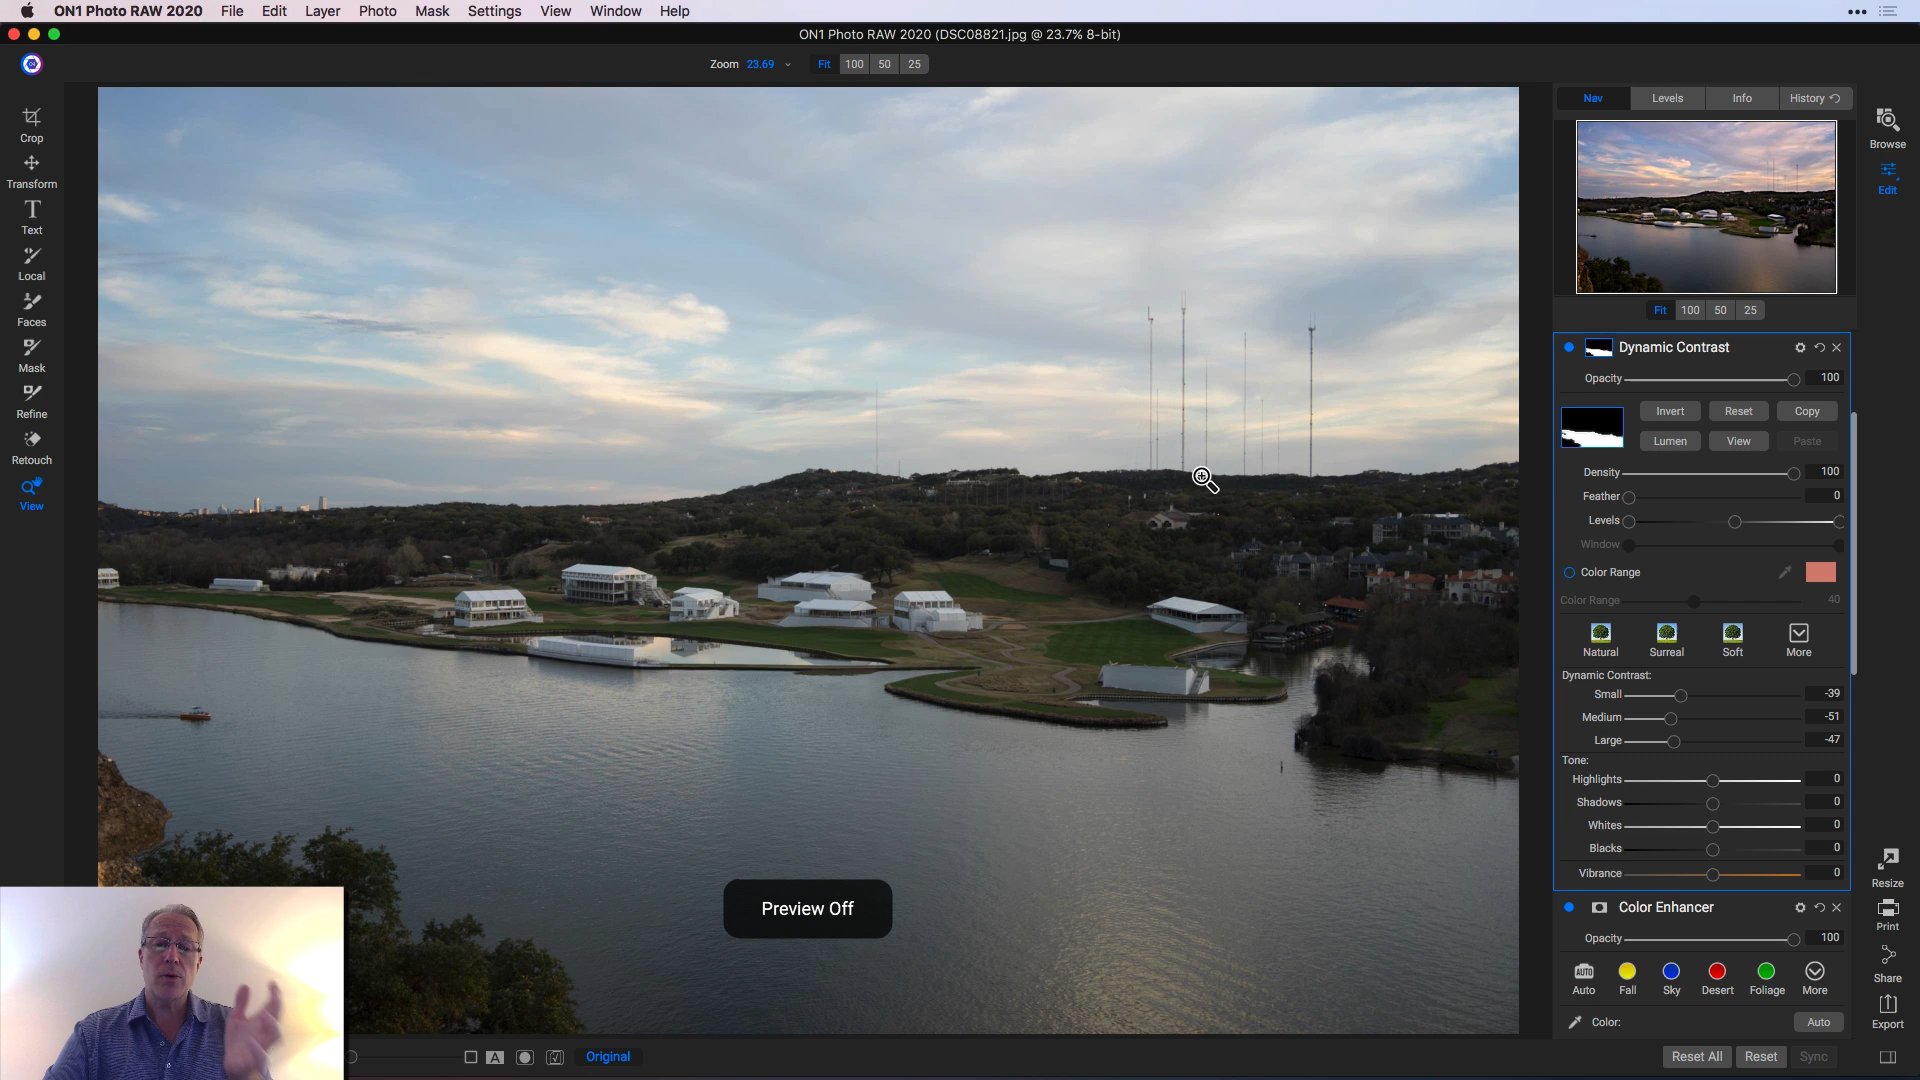 ON1 Photo RAW 2020 File Edit Layer Photo Mask Settings View Window Help
ON1 Photo RAW 2020 (DSC08821.jpg @ 23.7% 8-bit)
Zoom 23.69 Fit 100 50 25
Crop
Transform
Text
Local
Faces
Mask
Refine
Retouch
View
Nav Levels Info History
Fit 100 50 25
Browse
Edit
Dynamic Contrast
Opacity 100
Invert Reset Copy
Lumen View Paste
Density 100
Feather 0
Levels
Window
Color Range
Color Range 40
Natural Surreal Soft More
Dynamic Contrast:
Small -39
Medium -51
Large -47
Tone:
Highlights 0
Shadows 0
Whites 0
Blacks 0
Vibrance 0
Color Enhancer
Opacity 100
AUTO
Auto Fall Sky Desert Foliage More
Color: Auto
Preview Off
A Original
Reset All Reset Sync
Resize
Print
Share
Export